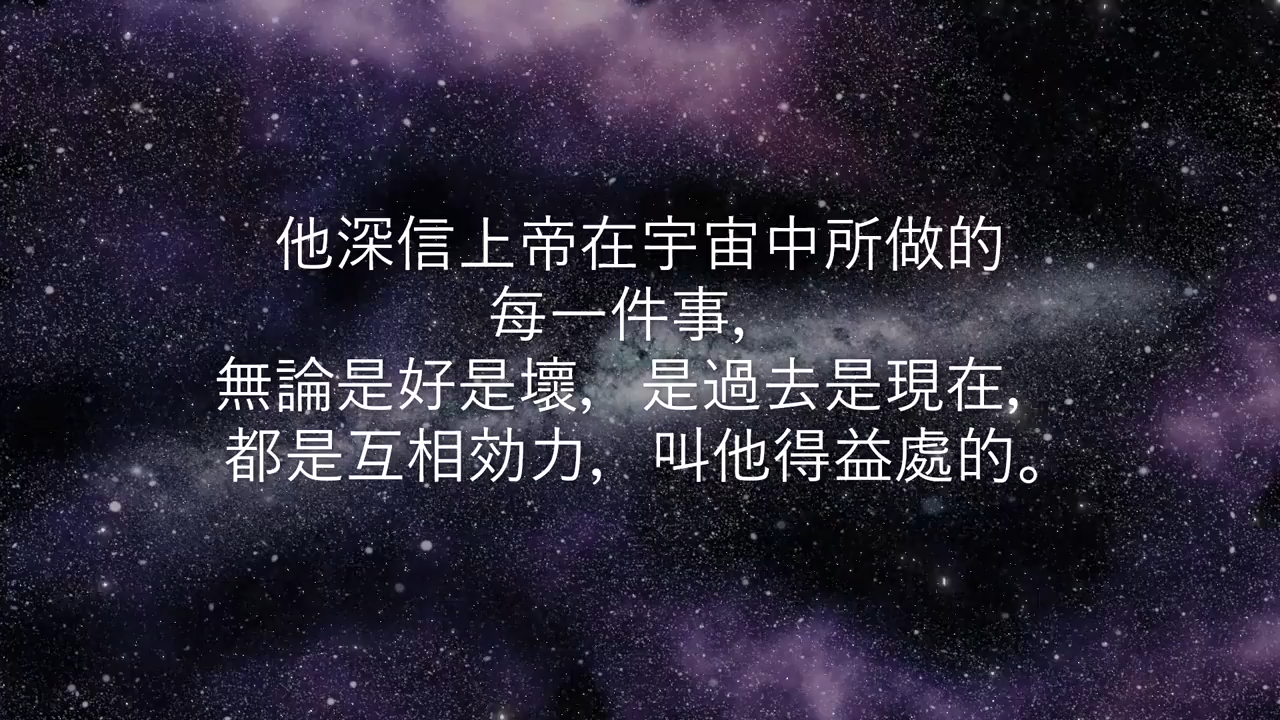 他深信上帝在宇宙中所做的
每一件事,
無論是好是壞, 是過去是現在,
都是互相効力, 叫他得益處的。